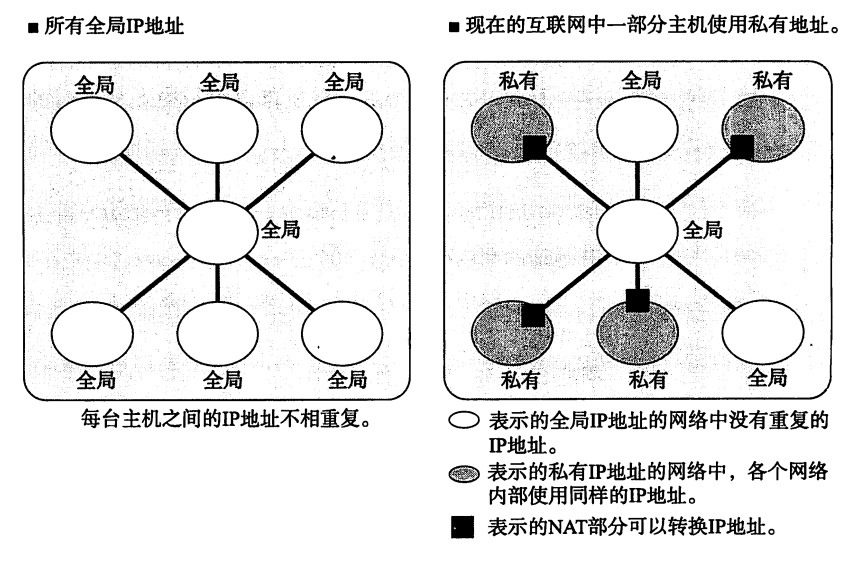 ■ 所有全局IP地址
全局
全局
全局
全局
全局
全局
全局
每台主机之间的IP地址不相重复。
■ 现在的互联网中一部分主机使用私有地址。
私有
全局
私有
全局
私有
私有
全局
表示的全局IP地址的网络中没有重复的
IP地址。
表示的私有IP地址的网络中，各个网络
内部使用同样的IP地址。
表示的NAT部分可以转换IP地址。